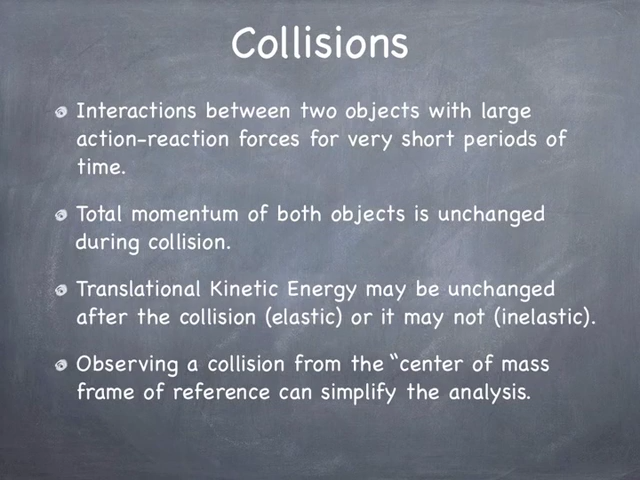 Collisions
Interactions between two objects with large
action-reaction forces for very short periods of
time.
Total momentum of both objects is unchanged
during collision.
Translational Kinetic Energy may be unchanged
after the collision (elastic) or it may not (inelastic).
Observing a collision from the “center of mass
frame of reference can simplify the analysis.